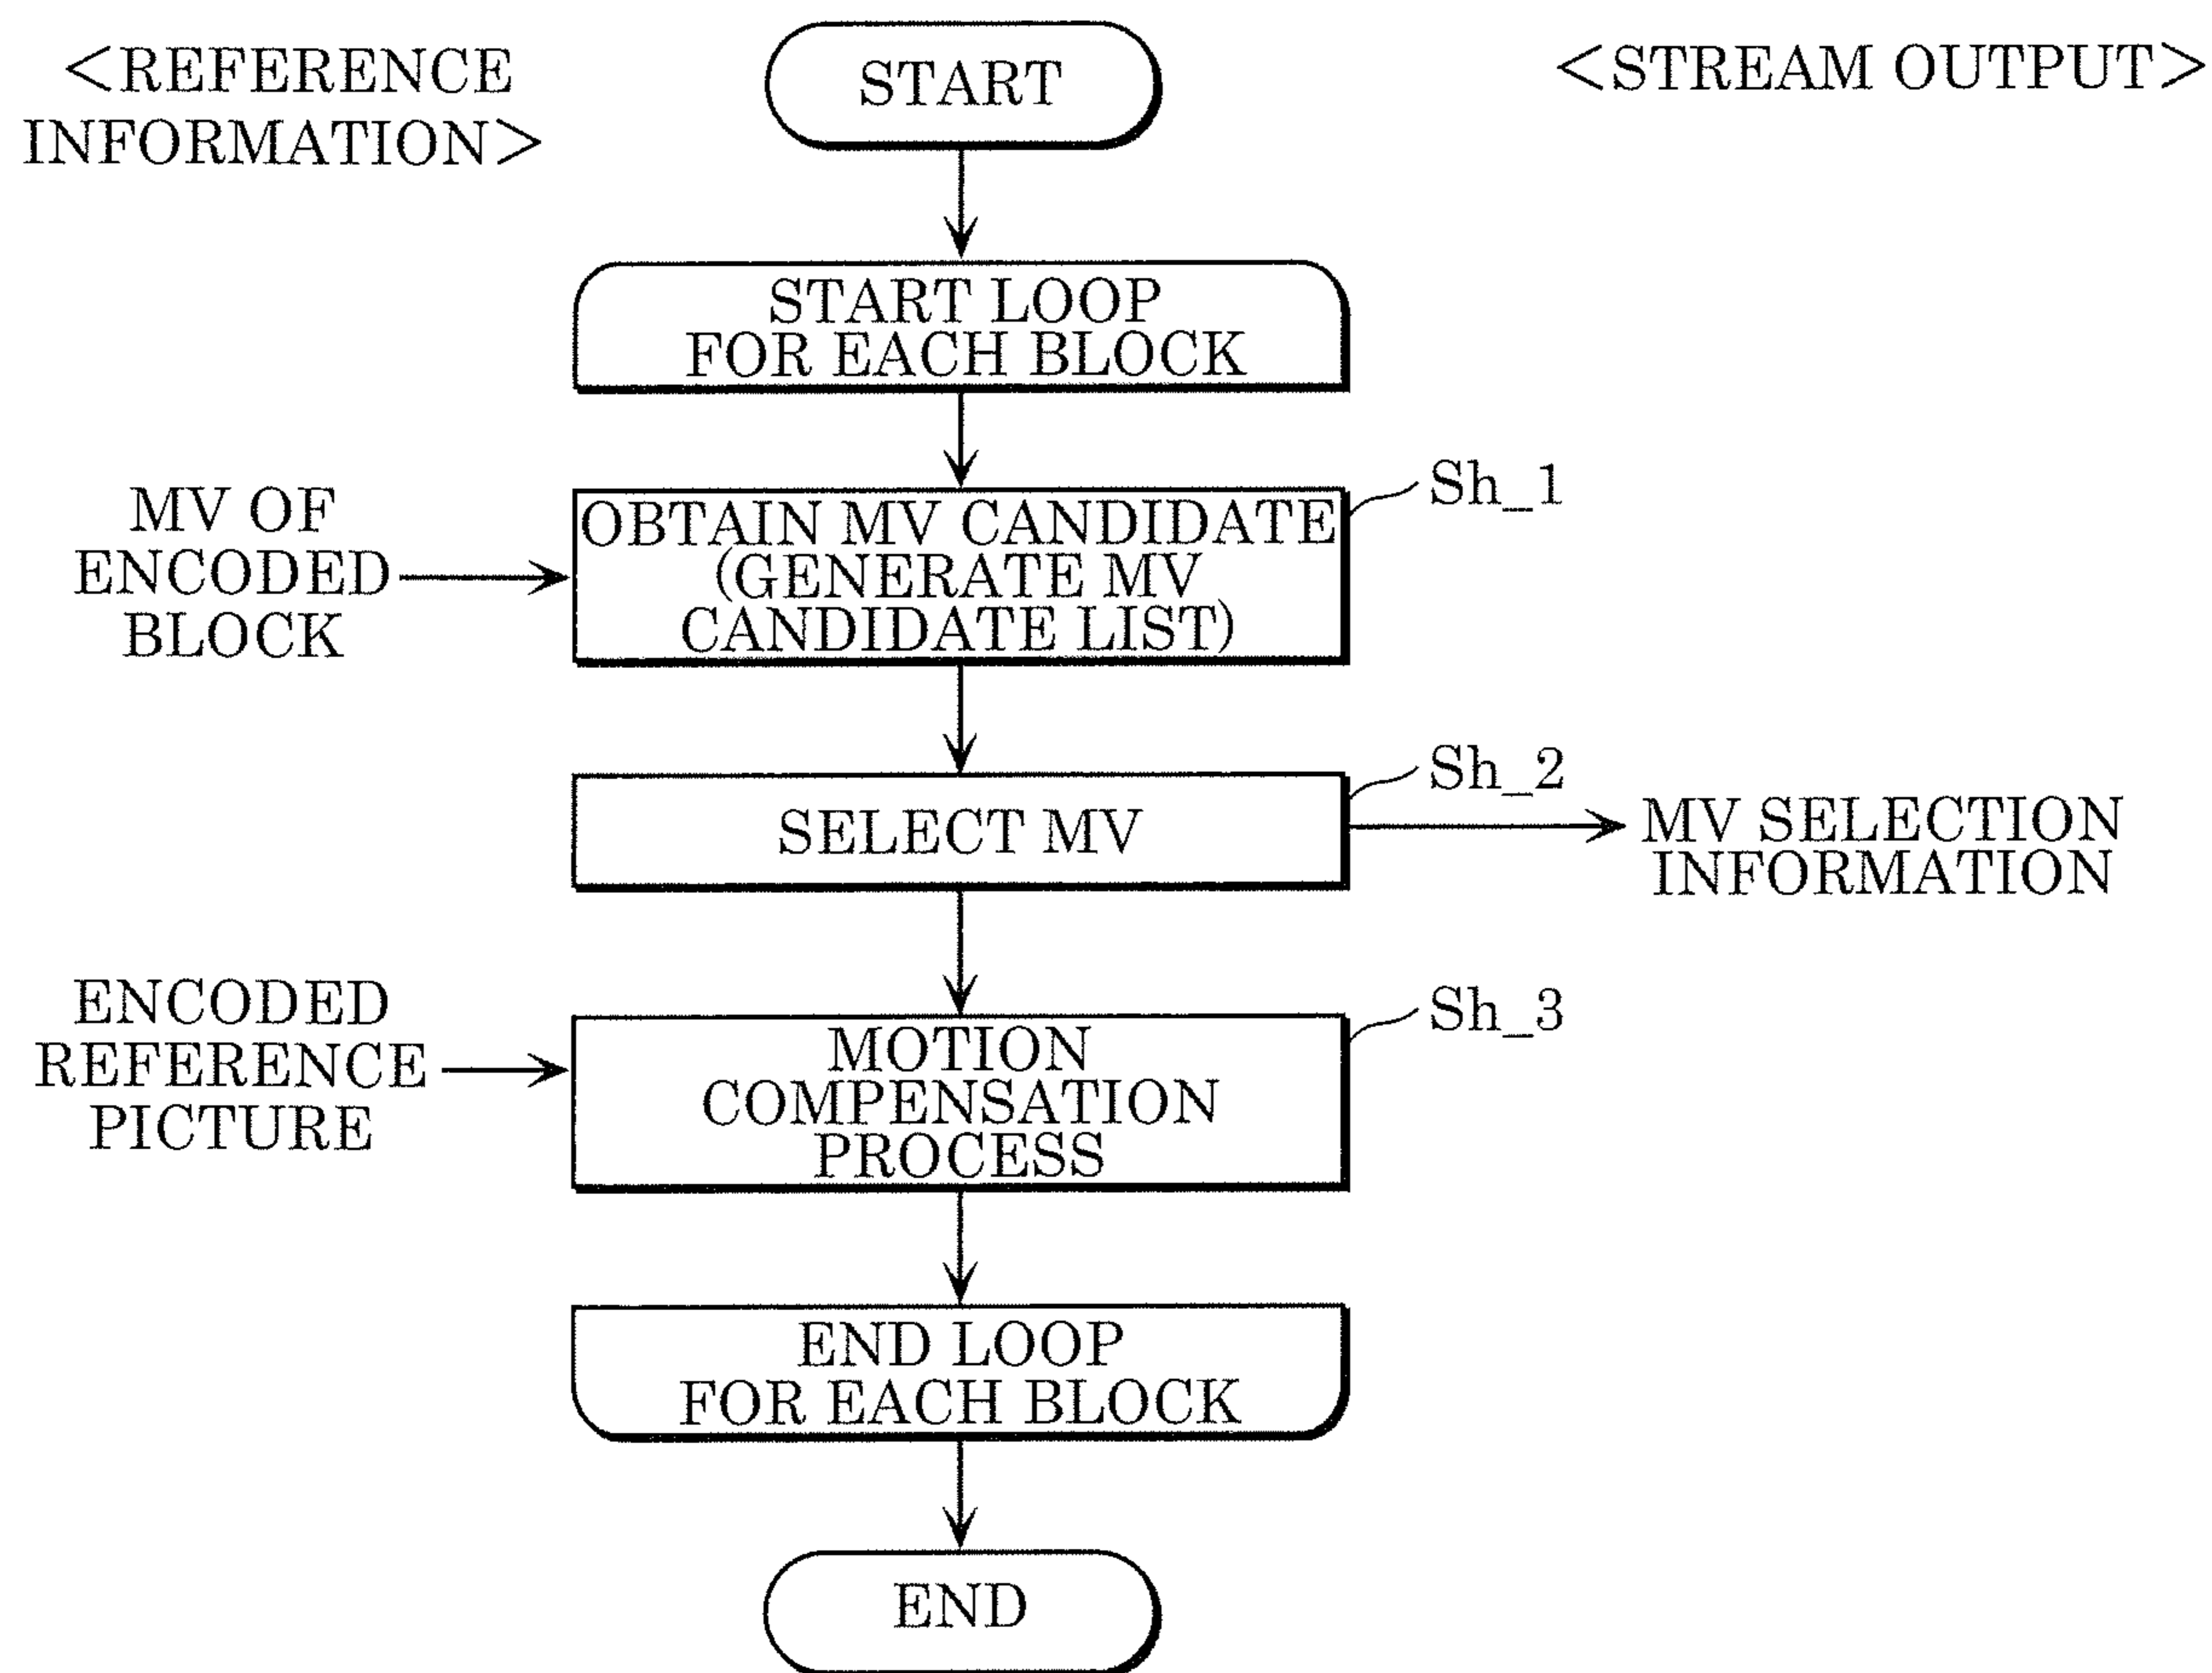 <REFERENCE
INFORMATION>
START
<STREAM OUTPUT>
START LOOP
FOR EACH BLOCK
MV OF
ENCODED
BLOCK
OBTAIN MV CANDIDATE
(GENERATE MV
CANDIDATE LIST)
Sh_1
SELECT MV
Sh_2
MV SELECTION
INFORMATION
ENCODED
REFERENCE
PICTURE
MOTION
COMPENSATION
PROCESS
Sh_3
END LOOP
FOR EACH BLOCK
END